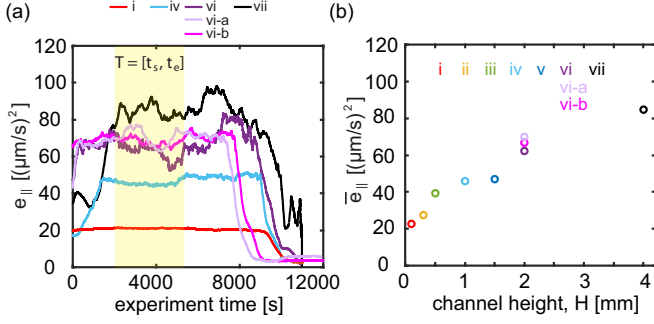 (a)
i iv vi vii
vi-a
vi-b
T = [tₛ, tₑ]
120
100
80
60
40
20
0
e∥ [(μm/s)²]
0 4000 8000 12000
experiment time [s]
(b)
i ii iii iv v vi vii
vi-a
vi-b
120
100
80
60
40
20
0
e̅∥ [(μm/s)²]
0 1 2 3 4
channel height, H [mm]